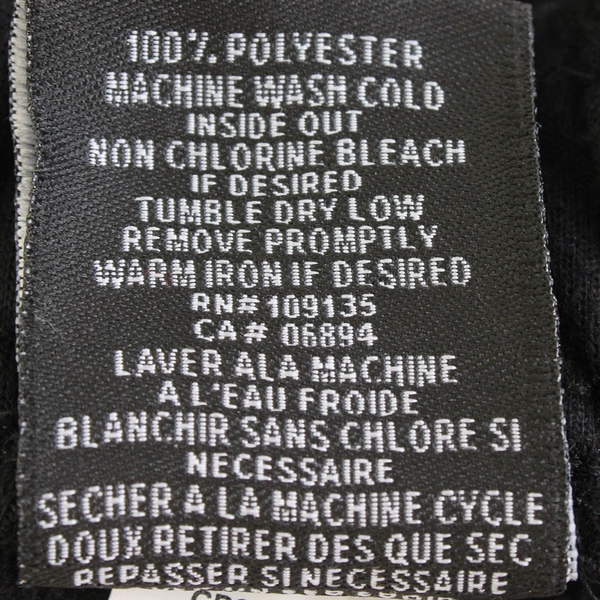 100% POLYESTER
MACHINE WASH COLD
INSIDE OUT
NON CHLORINE BLEACH
IF DESIRED
TUMBLE DRY LOW
REMOVE PROMPTLY
WARM IRON IF DESIRED
RN# 109135
CA# 06894
LAVER ALA MACHINE
A L'EAU FROIDE
BLANCHIR SANS CHLORE SI
NECESSAIRE
SECHER A LA MACHINE CYCLE
DOUX RETIRER DES QUE SEC
REPASSER SI NECESSAIRE